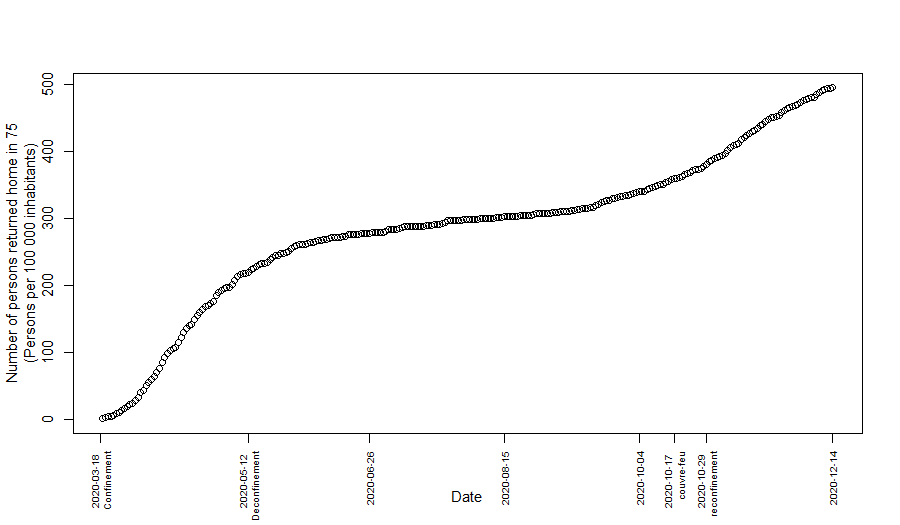 Number of persons returned home in 75
(Persons per 100 000 inhabitants)
500
400
300
200
100
0
2020-03-18
Confinement
2020-05-12
Deconfinement
2020-06-26
2020-08-15
2020-10-04
2020-10-17
couvre-feu
2020-10-29
reconfinement
2020-12-14
Date